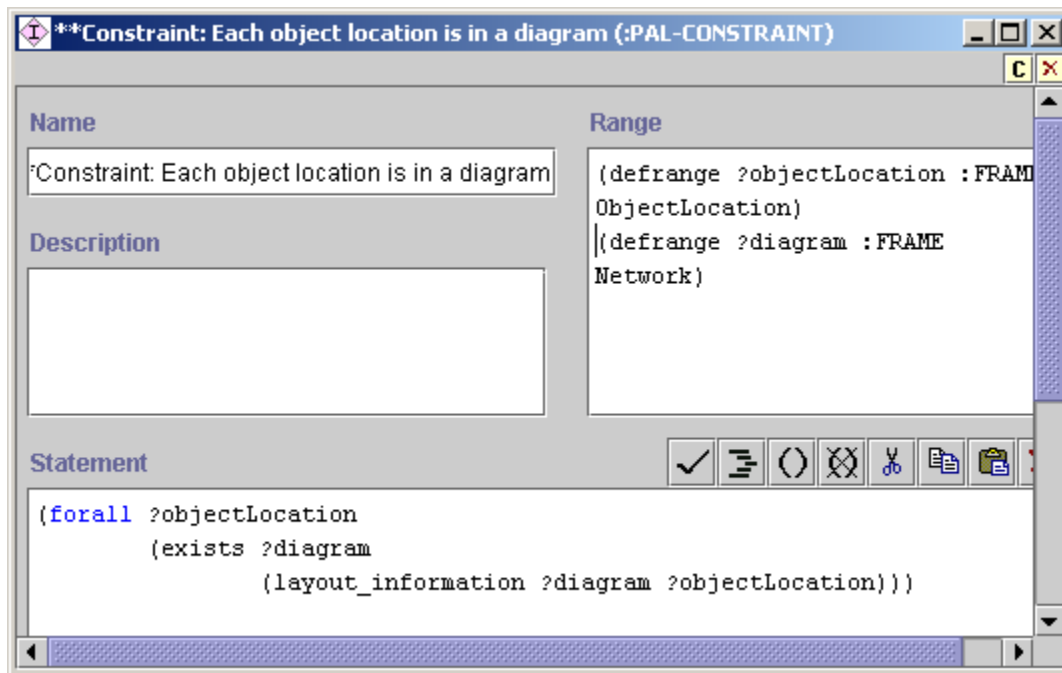 **Constraint: Each object location is in a diagram (:PAL-CONSTRAINT)
C
Name
Constraint: Each object location is in a diagram
Range
(defrange ?objectLocation :FRAM
ObjectLocation)
(defrange ?diagram :FRAME
Network)
Description
Statement
(forall ?objectLocation
(exists ?diagram
(layout_information ?diagram ?objectLocation)))